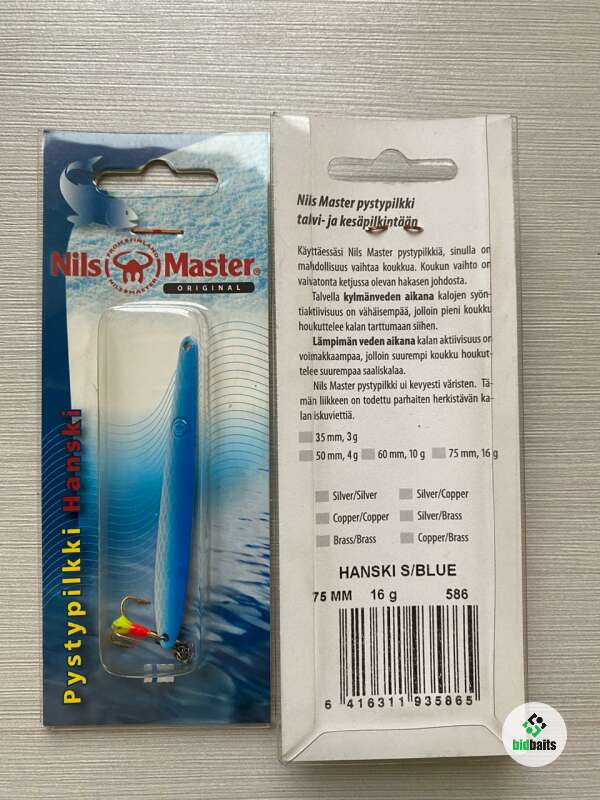 Nils Master®
FROM FINLAND
NILSMASTER
ORIGINAL
Pystypilkki Hanski
Nils Master pystypilkki
talvi- ja kesäpilkintään
Käyttäessäsi Nils Master pystypilkkiä, sinulla on
mahdollisuus vaihtaa koukkua. Koukun vaihto on
vaivatonta ketjussa olevan hakasen johdosta.
Talvella kylmänveden aikana kalojen syön-
tiaktiivisuus on vähäisempää, jolloin pieni koukku
houkuttelee kalan tarttumaan siihen.
Lämpimän veden aikana kalan aktiivisuus on
voimakkaampaa, jolloin suurempi koukku houkut-
telee suurempaa saaliskalaa.
Nils Master pystypilkki ui kevyesti väristen. Tä-
män liikkeen on todettu parhaiten herkistävän ka-
lan iskuviettiä.
35 mm, 3 g
50 mm, 4 g 60 mm, 10 g 75 mm, 16 g
Silver/Silver Silver/Copper
Copper/Copper Silver/Brass
Brass/Brass Copper/Brass
HANSKI S/BLUE
75 MM 16 g 586
6 416311 935865
bidbaits